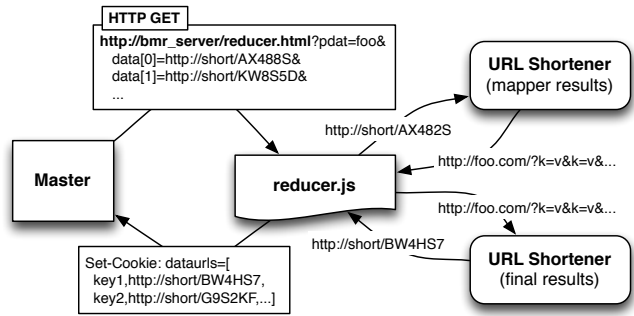 HTTP GET
http://bmr_server/reducer.html?pdat=foo&
data[0]=http://short/AX488S&
data[1]=http://short/KW8S5D&
...
URL Shortener
(mapper results)
http://short/AX482S
http://foo.com/?k=v&k=v&...
Master
reducer.js
http://foo.com/?k=v&k=v&...
http://short/BW4HS7
Set-Cookie: dataurls=[
key1,http://short/BW4HS7,
key2,http://short/G9S2KF,...]
URL Shortener
(final results)